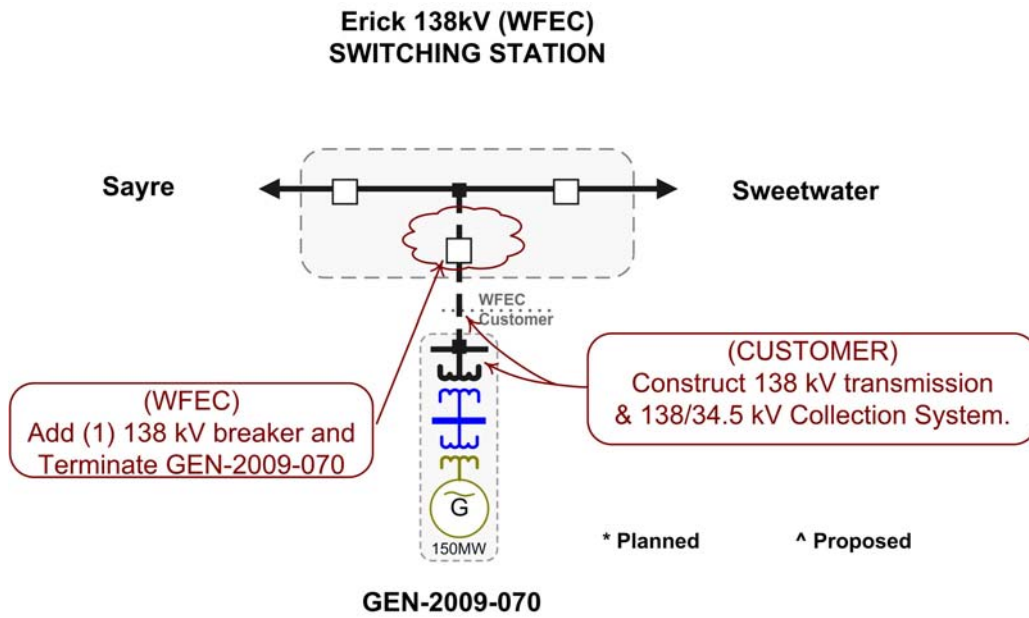 Erick 138kV (WFEC)
SWITCHING STATION
Sayre
Sweetwater
WFEC
Customer
(CUSTOMER)
Construct 138 kV transmission
& 138/34.5 kV Collection System.
(WFEC)
Add (1) 138 kV breaker and
Terminate GEN-2009-070
G
150MW
* Planned ^ Proposed
GEN-2009-070